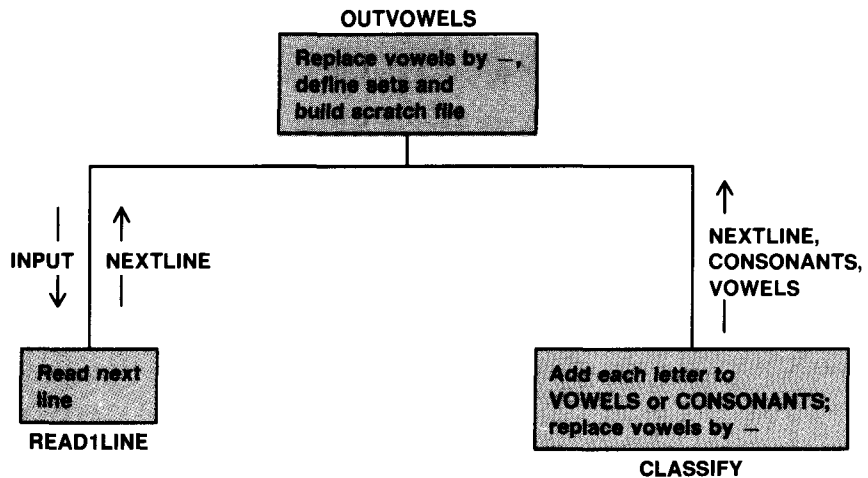 OUTVOWELS
Replace vowels by —,
define sets and
build scratch file
INPUT
NEXTLINE
NEXTLINE,
CONSONANTS,
VOWELS
Read next
line
READ1LINE
Add each letter to
VOWELS or CONSONANTS;
replace vowels by —
CLASSIFY